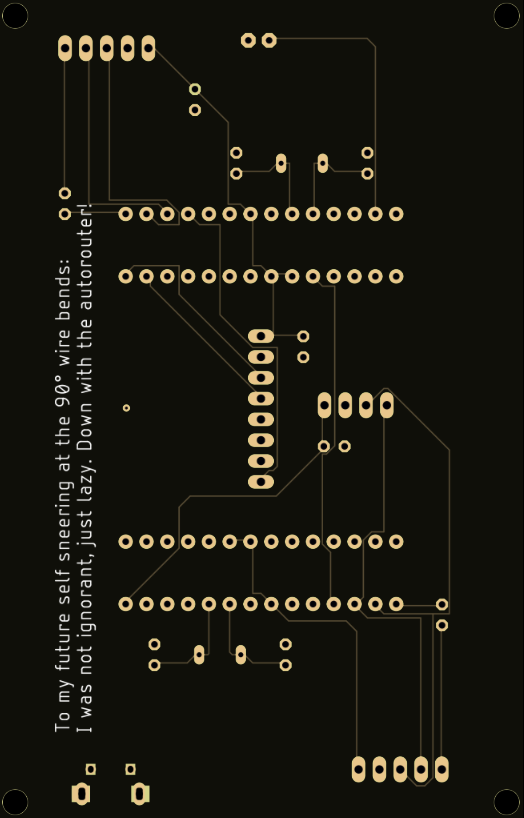 To my future self sneering at the 90° wire bends:
I was not ignorant, just lazy. Down with the autorouter!